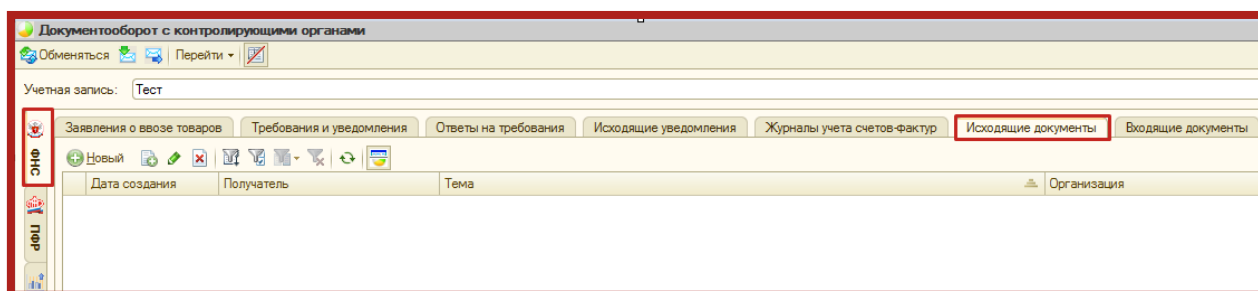 Документооборот с контролирующими органами
Обменяться Перейти
Учетная запись: Тест
ФНС
Заявления о ввозе товаров Требования и уведомления Ответы на требования Исходящие уведомления Журналы учета счетов-фактур Исходящие документы Входящие документы
Новый
Дата создания Получатель Тема Организация
ПФР